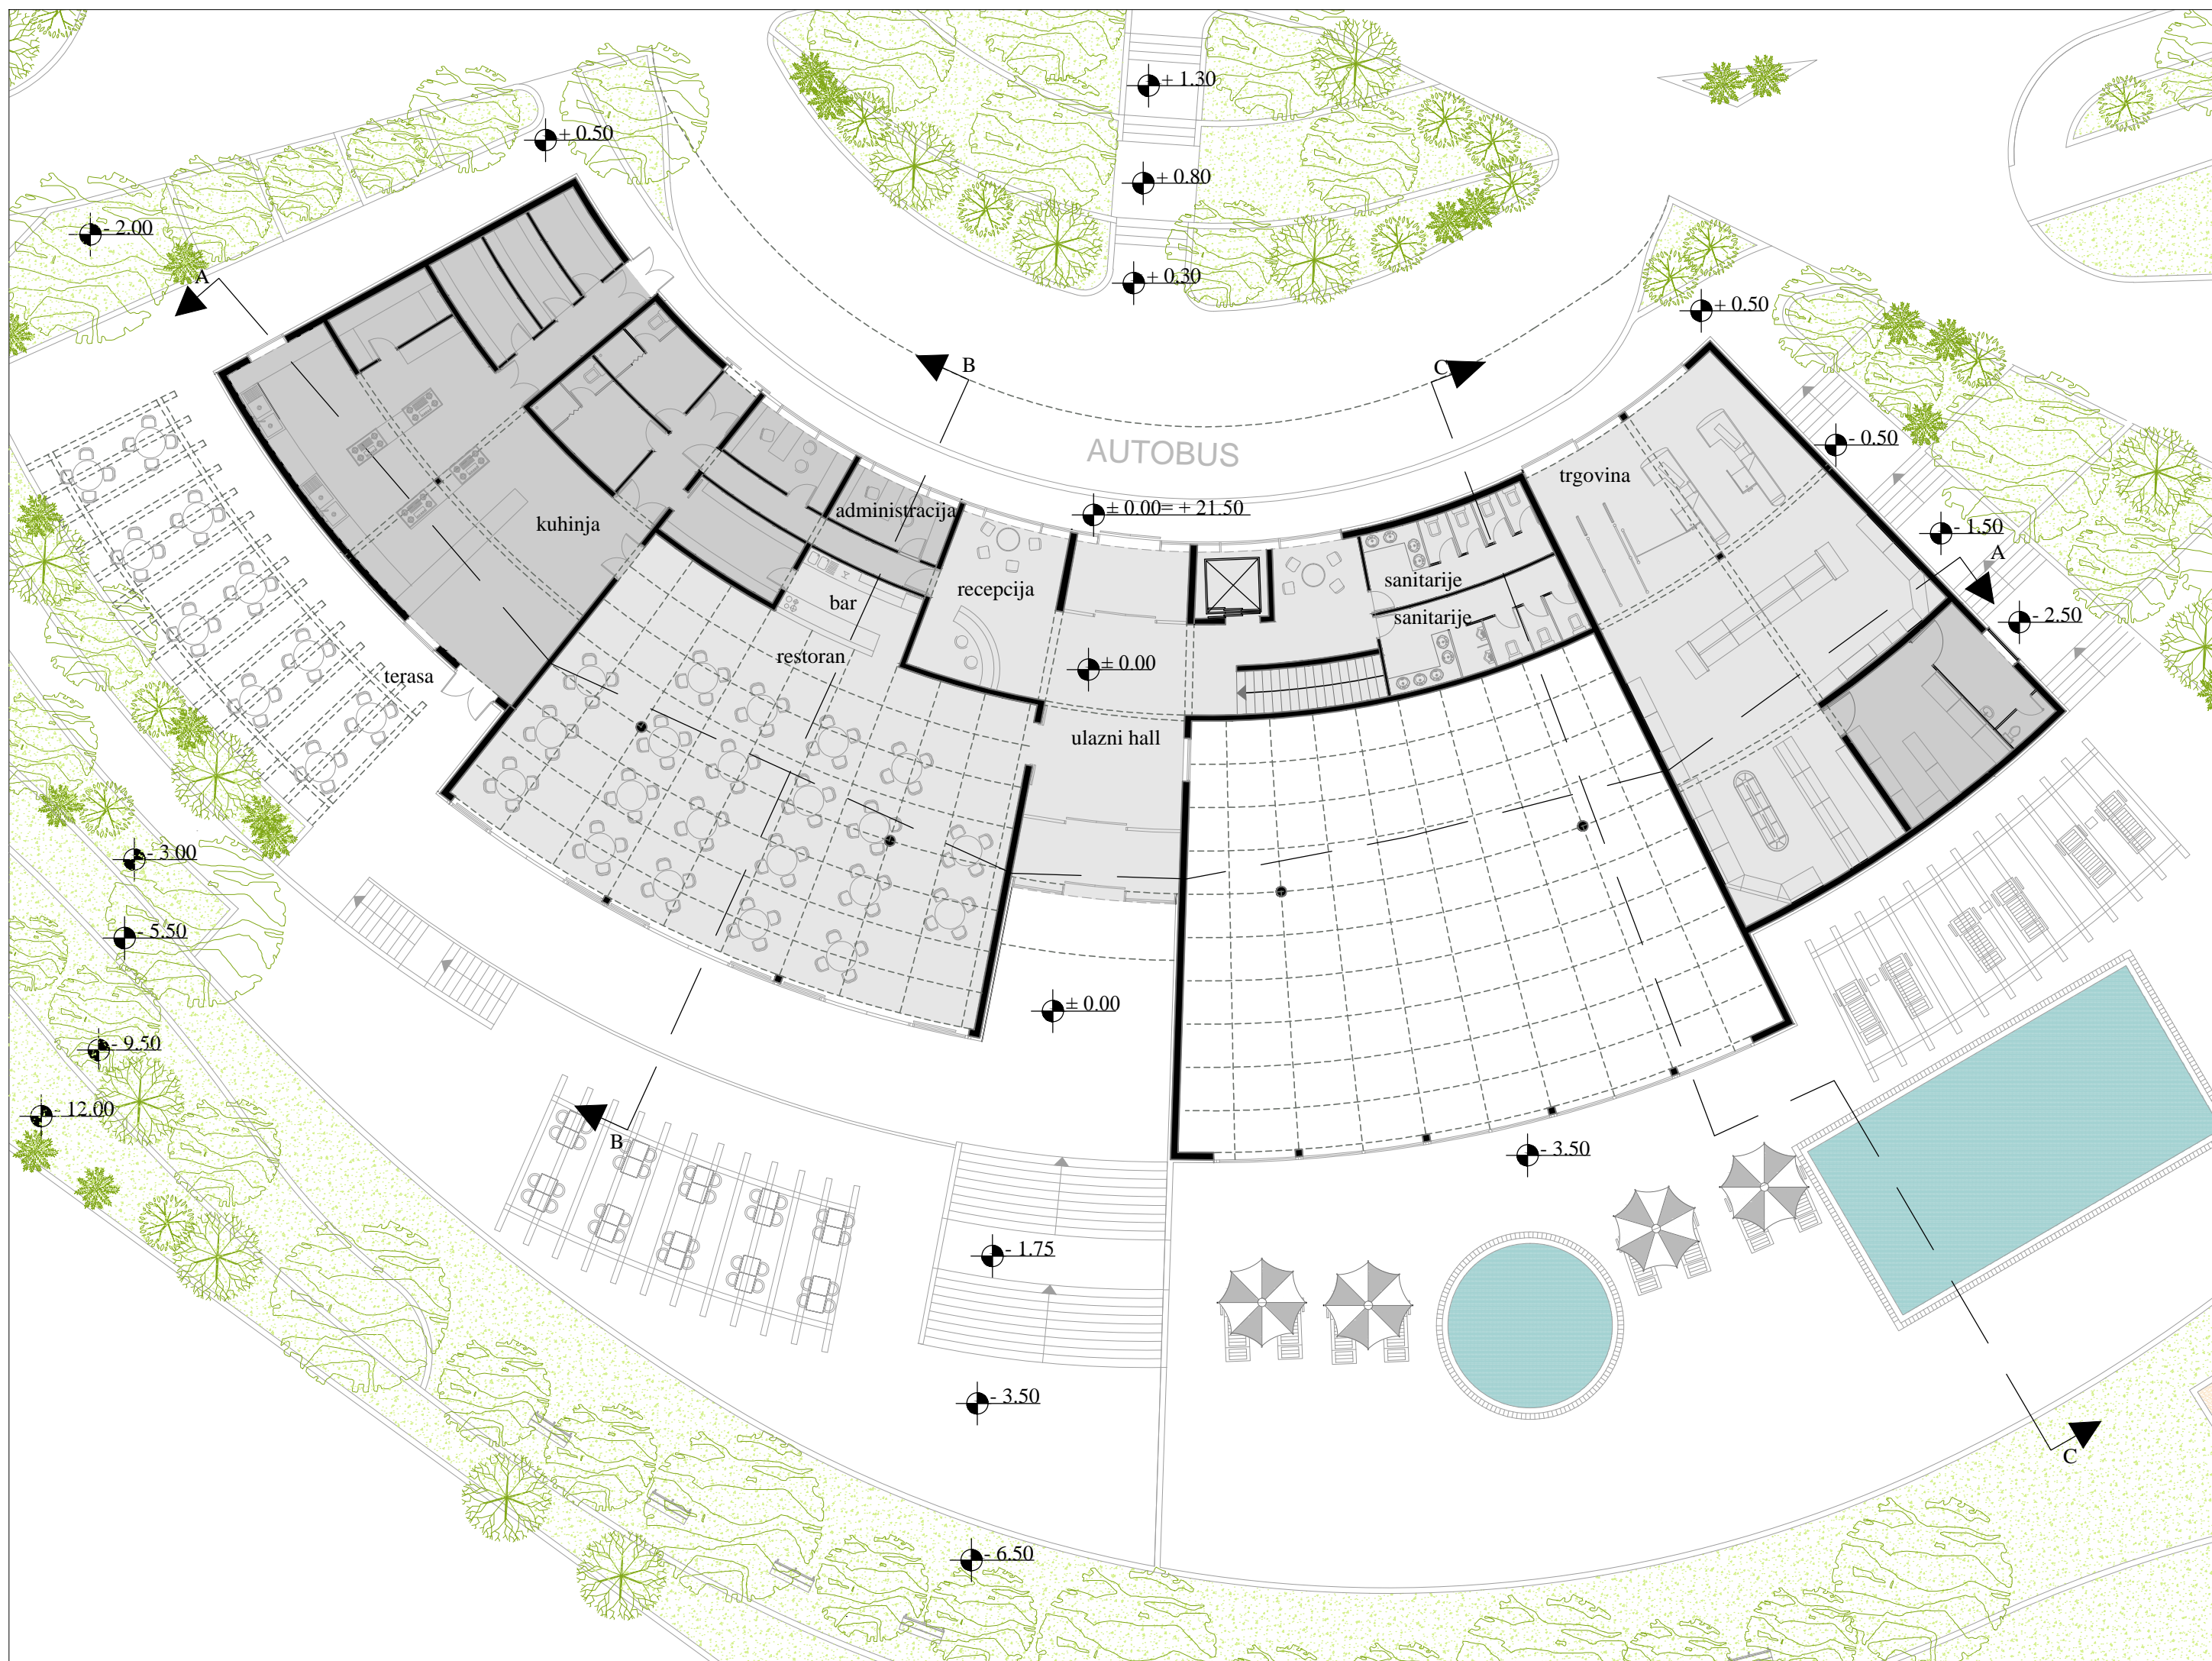 + 1.30
+ 0.50
+ 0.80
- 2.00
A
+ 0.30
+ 0.50
B
C
AUTOBUS
- 0.50
trgovina
± 0.00= + 21.50
administracija
kuhinja
- 1.50
A
sanitarije
recepcija
bar
sanitarije
- 2.50
restoran
± 0.00
terasa
ulazni hall
- 3.00
- 5.50
± 0.00
- 9.50
- 12.00
B
- 3.50
- 1.75
- 3.50
C
- 6.50